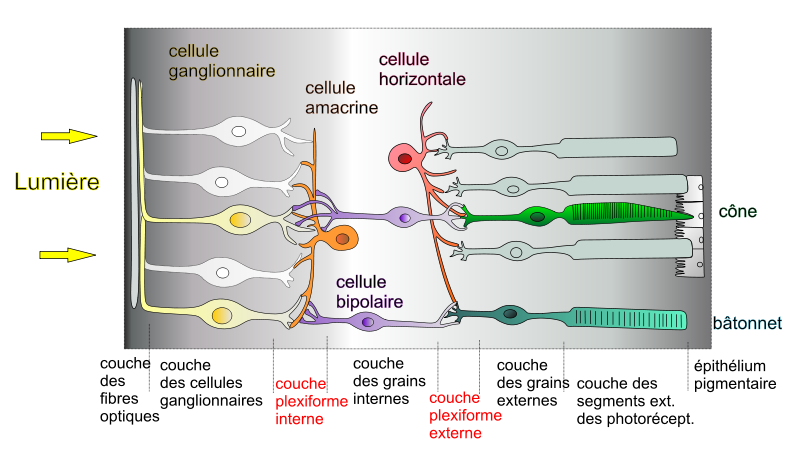 cellule
ganglionnaire
cellule
amacrine
cellule
horizontale
Lumière
cône
cellule
bipolaire
bâtonnet
couche
des
fibres
optiques
couche
des cellules
ganglionnaires
couche
plexiforme
interne
couche
des grains
internes
couche
plexiforme
externe
couche
des grains
externes
couche des
segments ext.
des photorécept.
épithélium
pigmentaire